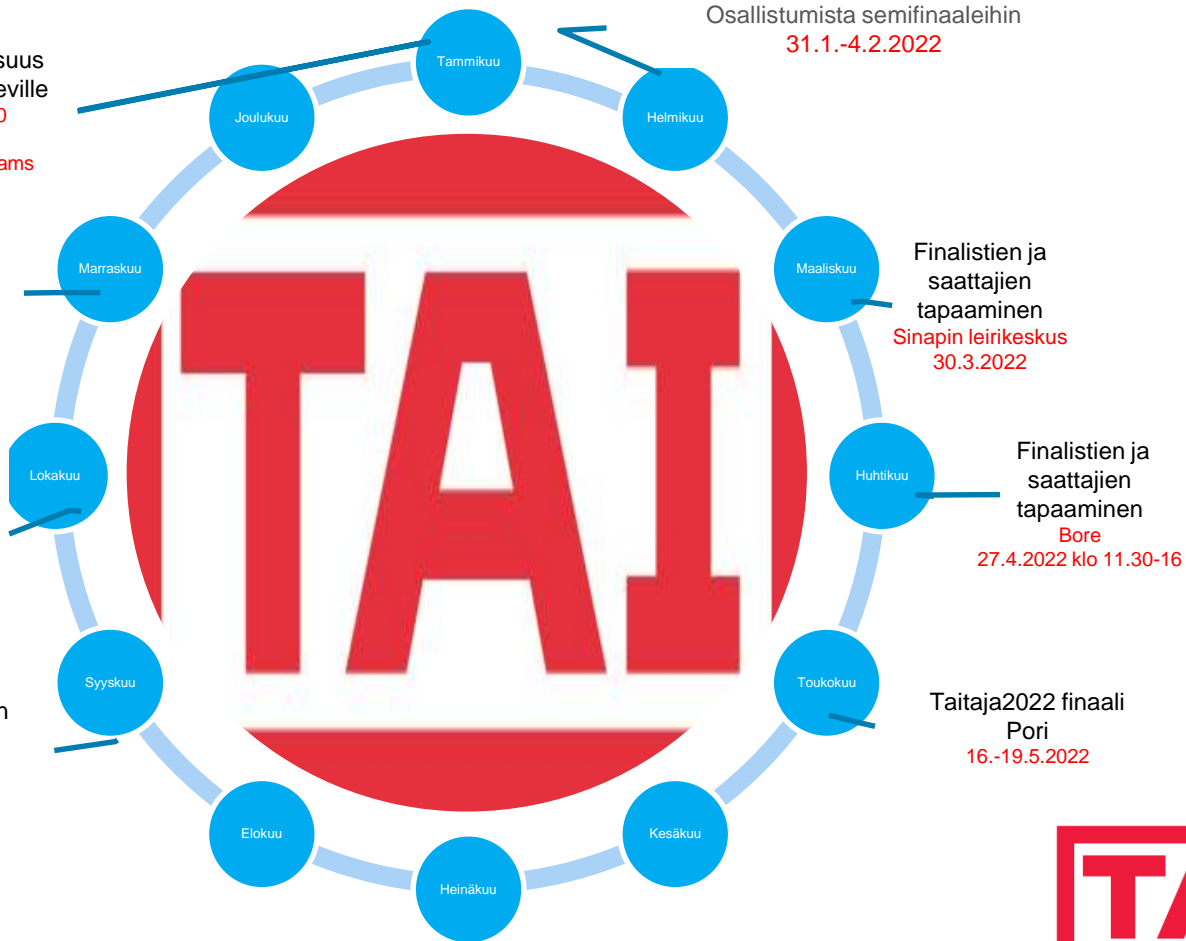 Osallistumista semifinaaleihin
31.1.-4.2.2022
Tammikuu
Joulukuu
Helmikuu
Marraskuu
Maaliskuu
Finalistien ja
saattajien
tapaaminen
Sinapin leirikeskus
30.3.2022
TAI
Lokakuu
Huhtikuu
Finalistien ja
saattajien
tapaaminen
Bore
27.4.2022 klo 11.30-16
Syyskuu
Toukokuu
Taitaja2022 finaali
Pori
16.-19.5.2022
Elokuu
Kesäkuu
Heinäkuu